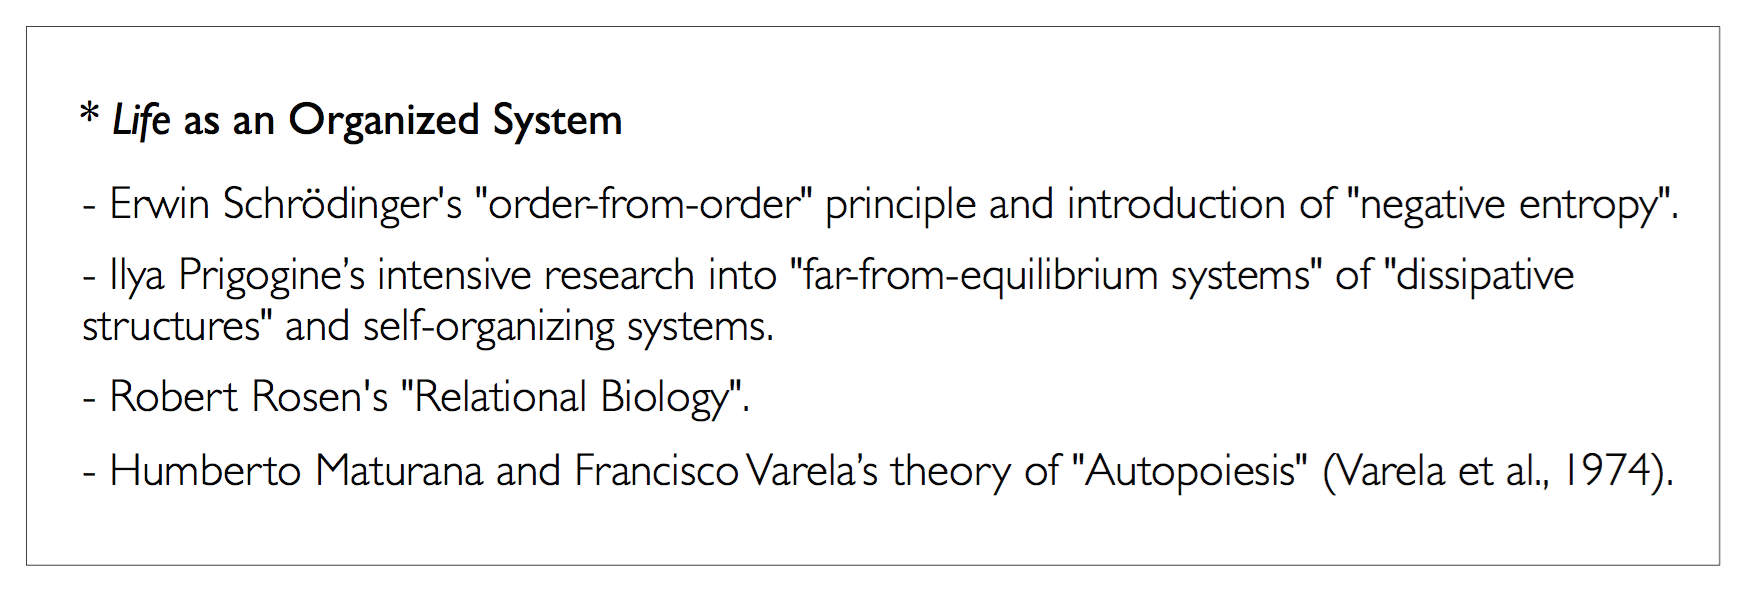 * Life as an Organized System
- Erwin Schrödinger's "order-from-order" principle and introduction of "negative entropy".
- Ilya Prigogine’s intensive research into "far-from-equilibrium systems" of "dissipative
structures" and self-organizing systems.
- Robert Rosen's "Relational Biology".
- Humberto Maturana and Francisco Varela’s theory of "Autopoiesis" (Varela et al., 1974).